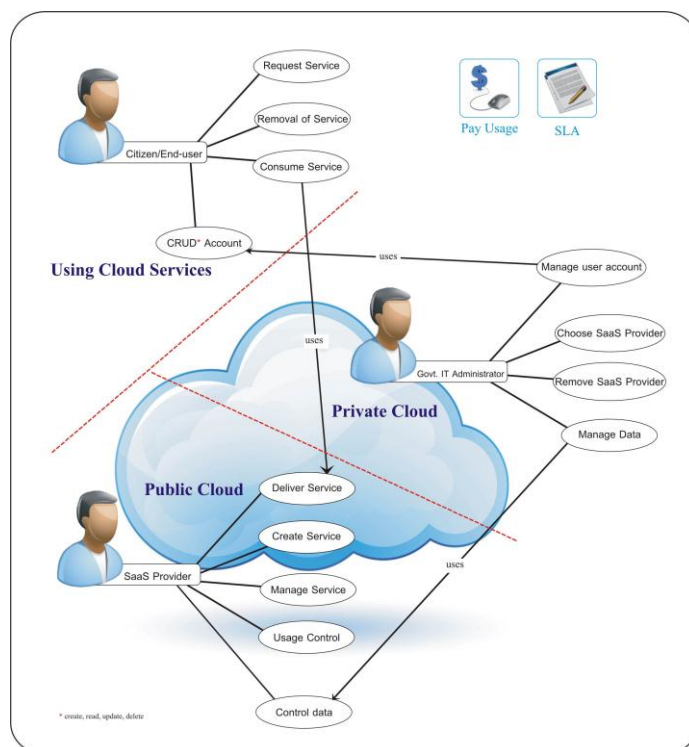 Request Service
Removal of Service
Citizen/End-user
Consume Service
Pay Usage
SLA
CRUD* Account
Using Cloud Services
uses
Manage user account
uses
Choose SaaS Provider
Govt. IT Administrator
Remove SaaS Provider
Private Cloud
Manage Data
Public Cloud
Deliver Service
Create Service
SaaS Provider
uses
Manage Service
Usage Control
Control data
* create, read, update, delete